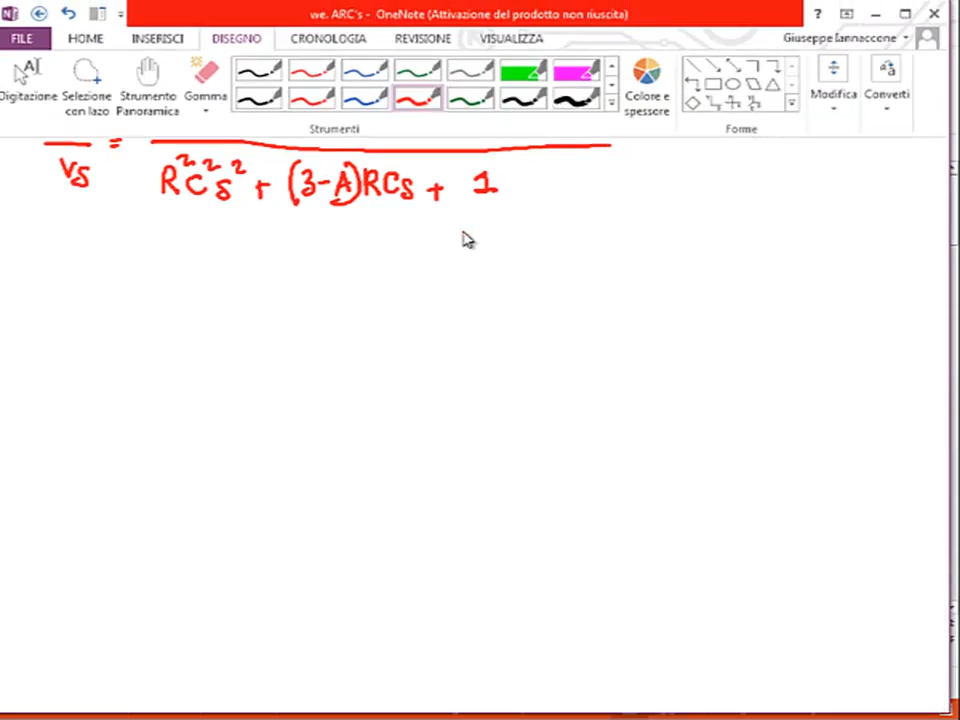 we. ARC's - OneNote (Attivazione del prodotto non riuscita)
?
FILE HOME INSERISCI DISEGNO CRONOLOGIA REVISIONE VISUALIZZA Giuseppe Iannaccone
Digitazione Selezione con lazo Strumento Panoramica Gomma Colore e spessore Modifica Converti
Strumenti Forme
VS =
R²C²S² + (3-A)RCS + 1